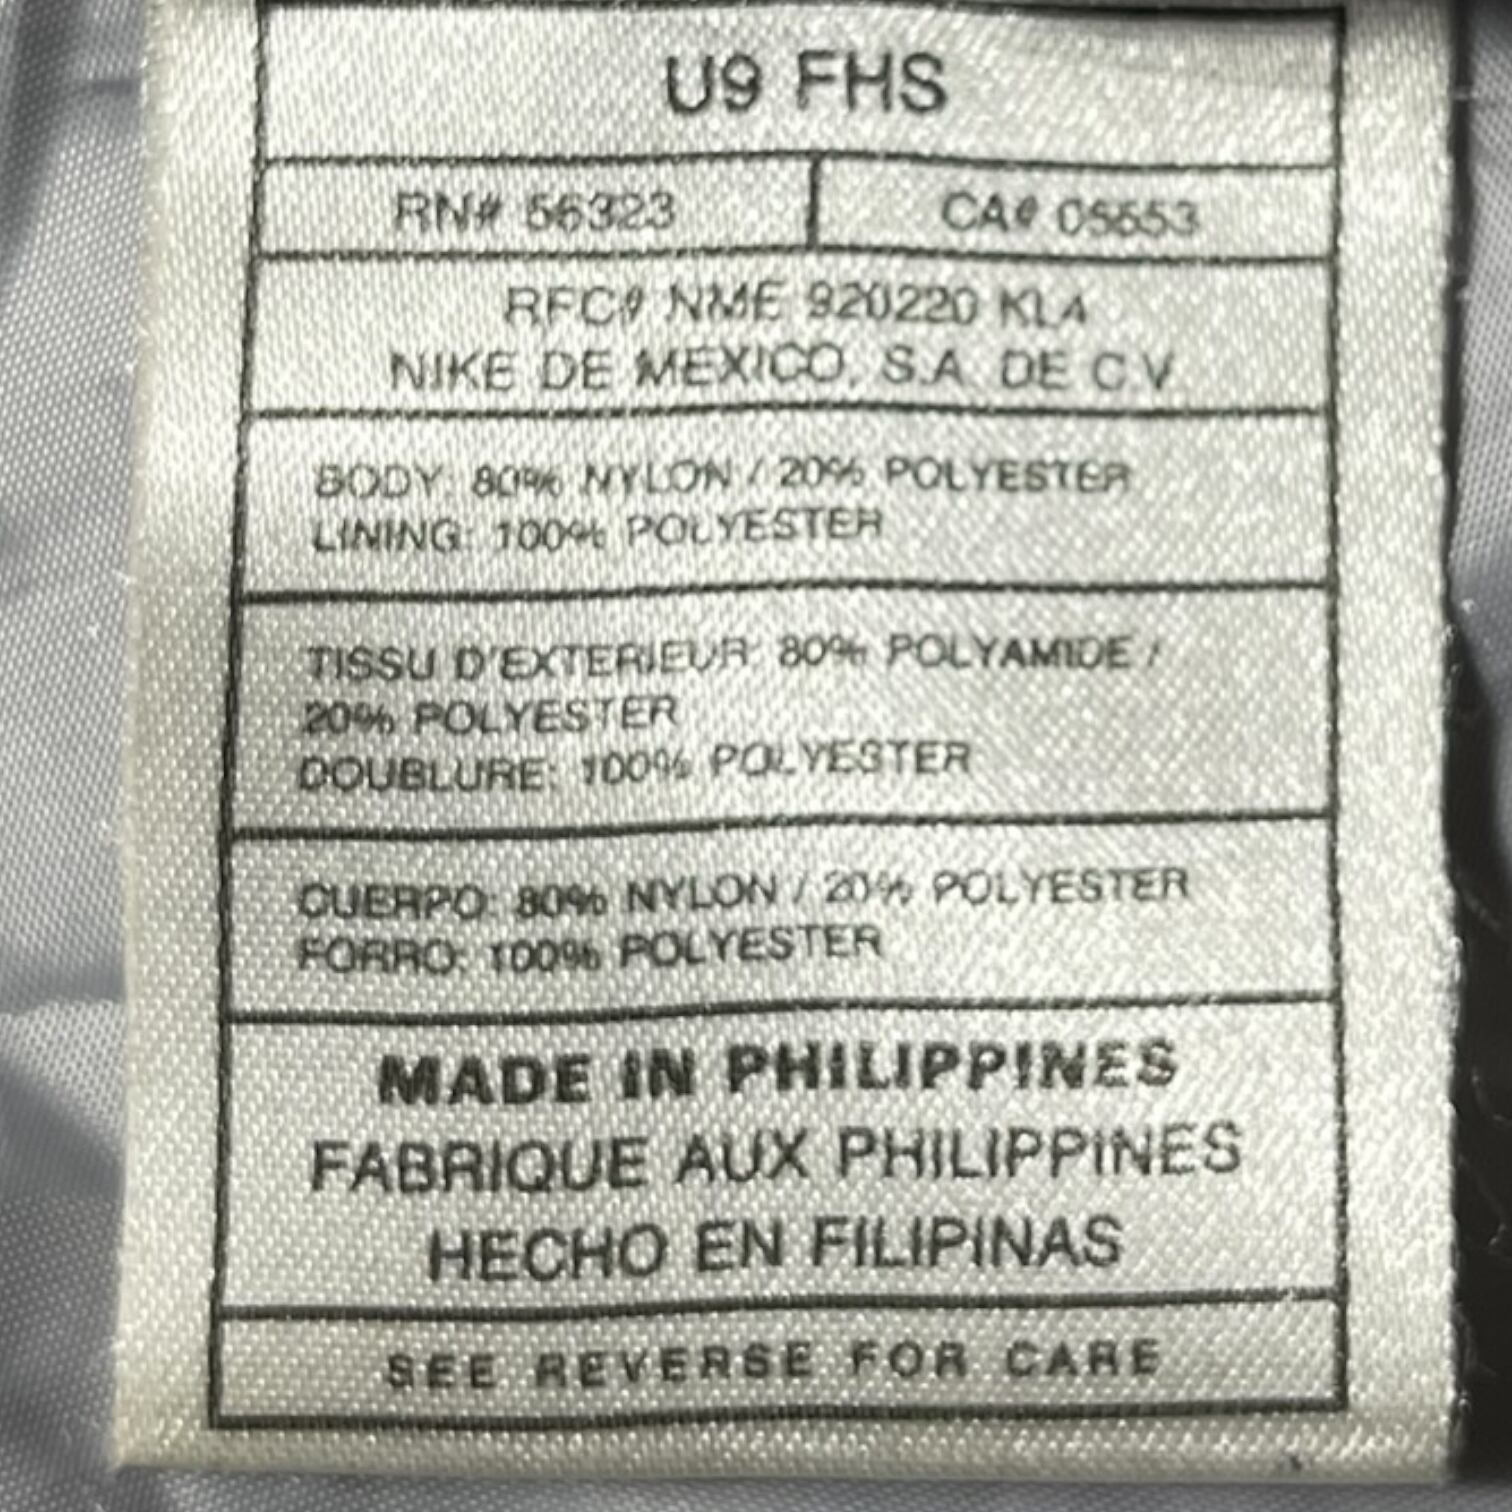 U9 FHS
RN# 56323 CA# 05553
RFC# NME 920220 KL4
NIKE DE MEXICO, S.A. DE C.V
BODY: 80% NYLON / 20% POLYESTER
LINING: 100% POLYESTER
TISSU D'EXTERIEUR: 80% POLYAMIDE /
20% POLYESTER
DOUBLURE: 100% POLYESTER
CUERPO: 80% NYLON / 20% POLYESTER
FORRO: 100% POLYESTER
MADE IN PHILIPPINES
FABRIQUE AUX PHILIPPINES
HECHO EN FILIPINAS
SEE REVERSE FOR CARE